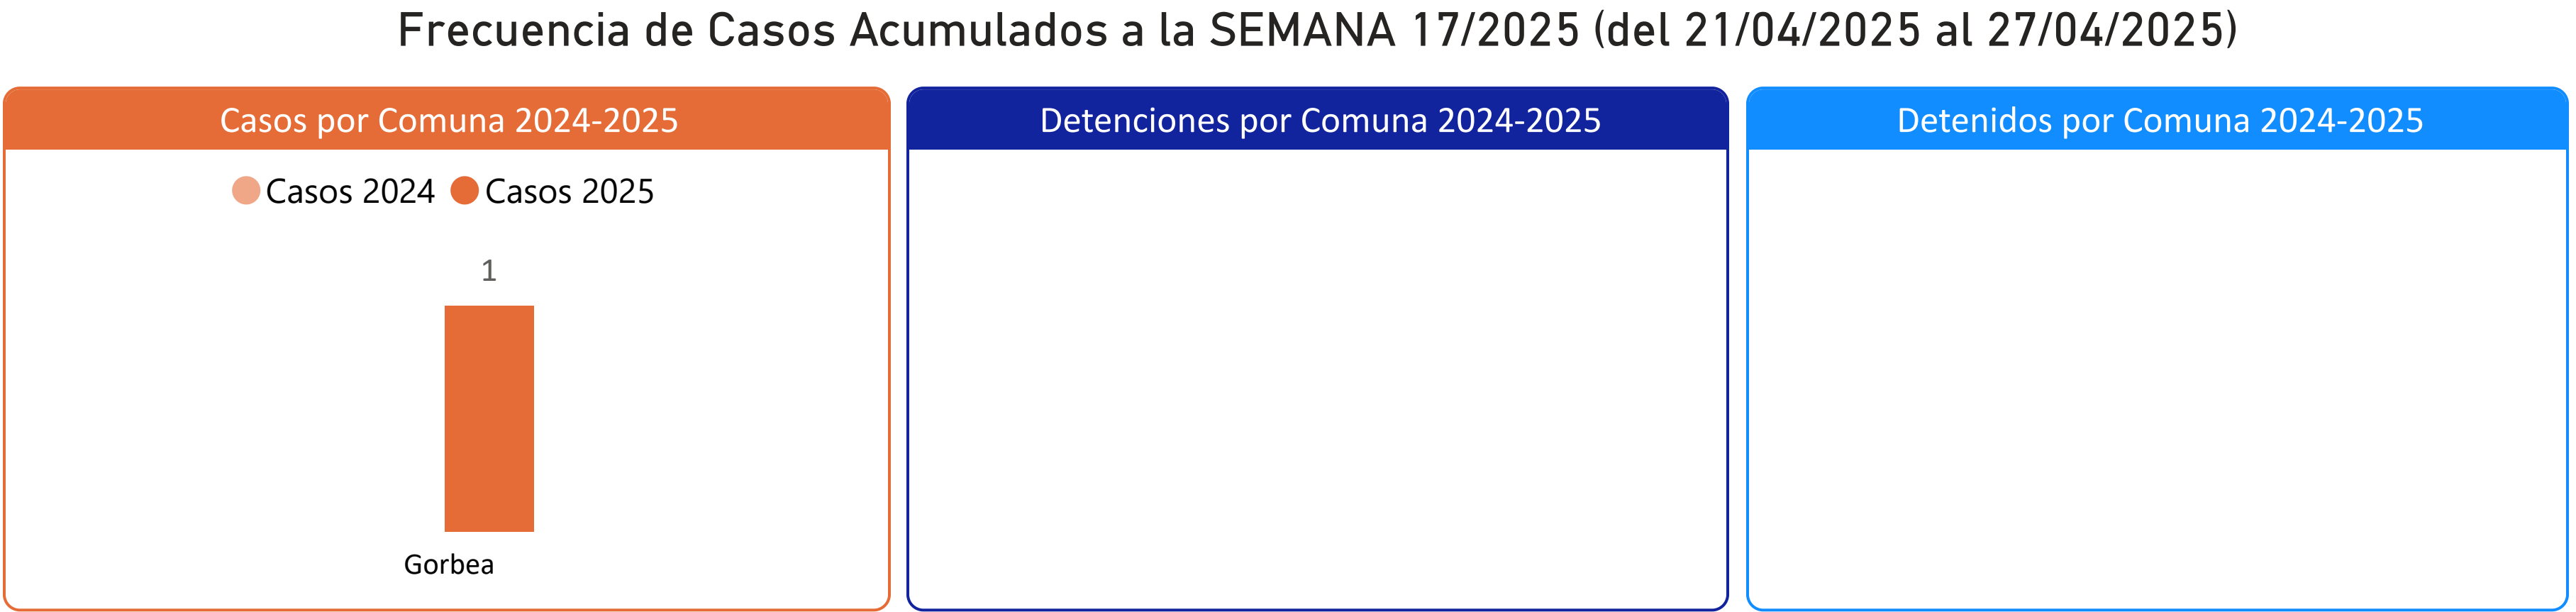 Frecuencia de Casos Acumulados a la SEMANA 17/2025 (del 21/04/2025 al 27/04/2025)
Casos por Comuna 2024-2025
Casos 2024 Casos 2025
1
Gorbea
Detenciones por Comuna 2024-2025
Detenidos por Comuna 2024-2025